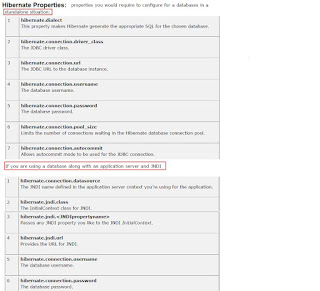 Hibernate Properties: properties you would require to configure for a databases in a
standalone situation:
1 hibernate.dialect
This property makes Hibernate generate the appropriate SQL for the chosen database.
2 hibernate.connection.driver_class
The JDBC driver class.
3 hibernate.connection.url
The JDBC URL to the database instance.
4 hibernate.connection.username
The database username.
5 hibernate.connection.password
The database password.
6 hibernate.connection.pool_size
Limits the number of connections waiting in the Hibernate database connection pool.
7 hibernate.connection.autocommit
Allows autocommit mode to be used for the JDBC connection.
If you are using a database along with an application server and JNDI
1 hibernate.connection.datasource
The JNDI name defined in the application server context you're using for the application.
2 hibernate.jndi.class
The InitialContext class for JNDI.
3 hibernate.jndi.<JNDIpropertyname>
Passes any JNDI property you like to the JNDI InitialContext.
4 hibernate.jndi.url
Provides the URL for JNDI.
5 hibernate.connection.username
The database username.
6 hibernate.connection.password
The database password.